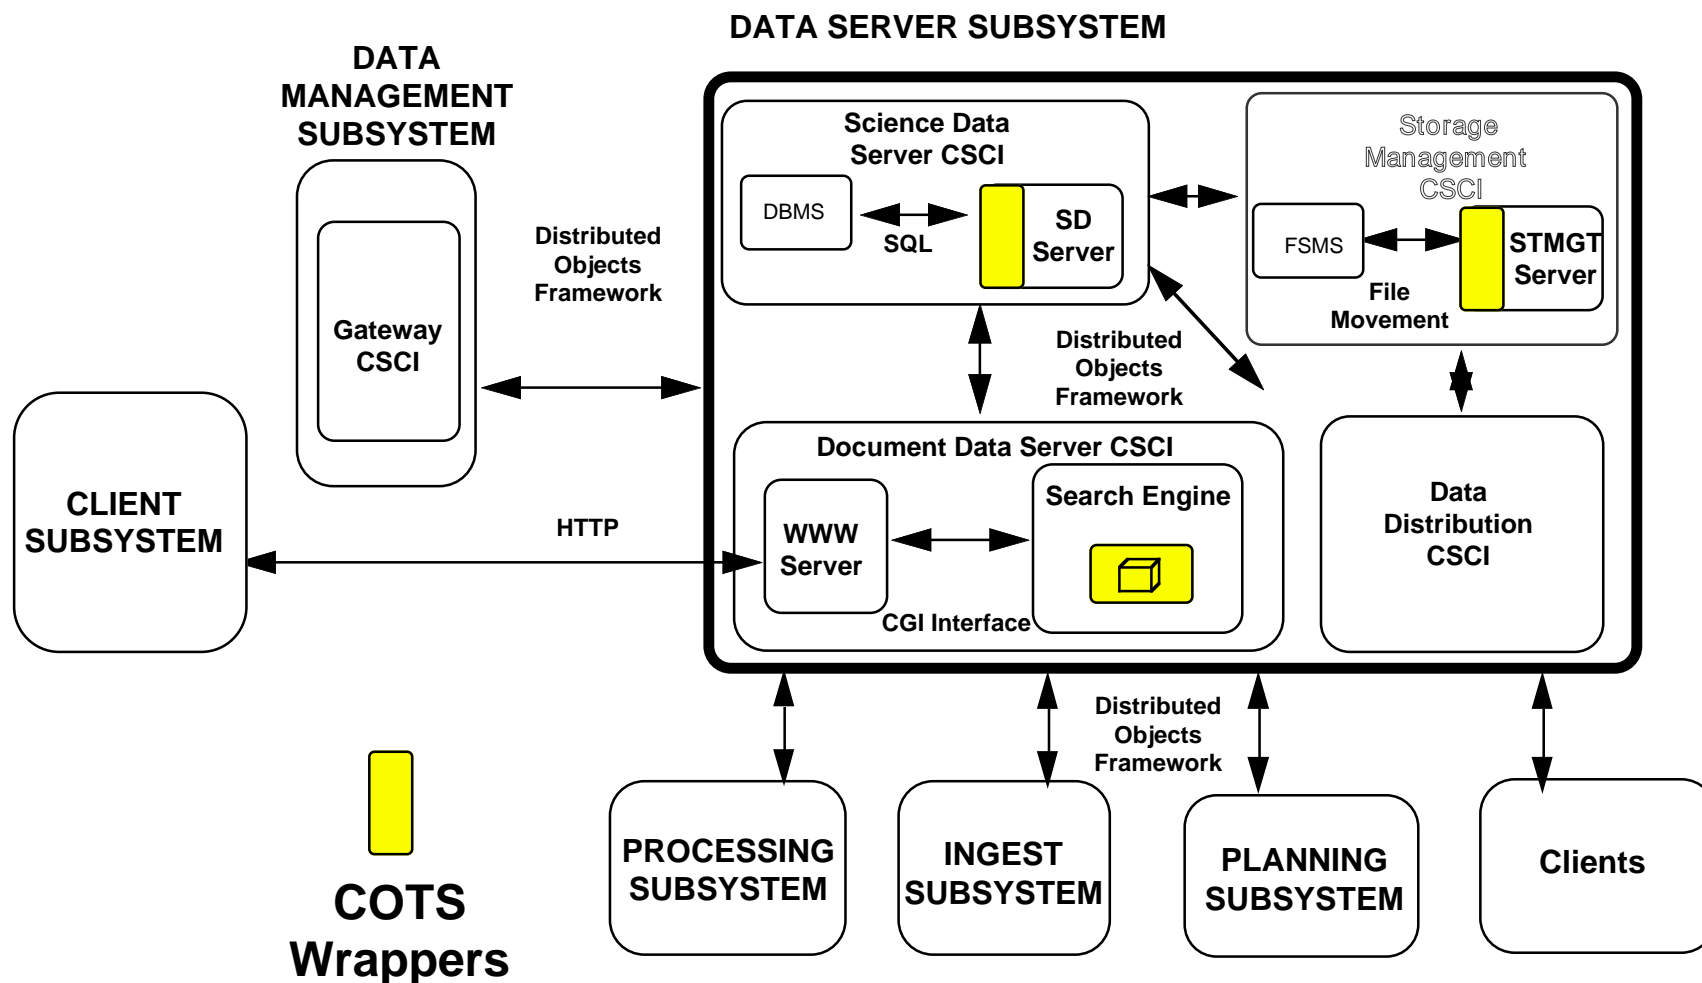 DATA SERVER SUBSYSTEM
DATA
MANAGEMENT
SUBSYSTEM
Gateway
CSCI
Distributed
Objects
Framework
Science Data
Server CSCI
DBMS
SQL
SD
Server
Storage
Management
CSCI
FSMS
STMGT
Server
File
Movement
Distributed
Objects
Framework
CLIENT
SUBSYSTEM
HTTP
Document Data Server CSCI
WWW
Server
Search Engine
CGI Interface
Data
Distribution
CSCI
Distributed
Objects
Framework
PROCESSING
SUBSYSTEM
INGEST
SUBSYSTEM
PLANNING
SUBSYSTEM
Clients
COTS
Wrappers